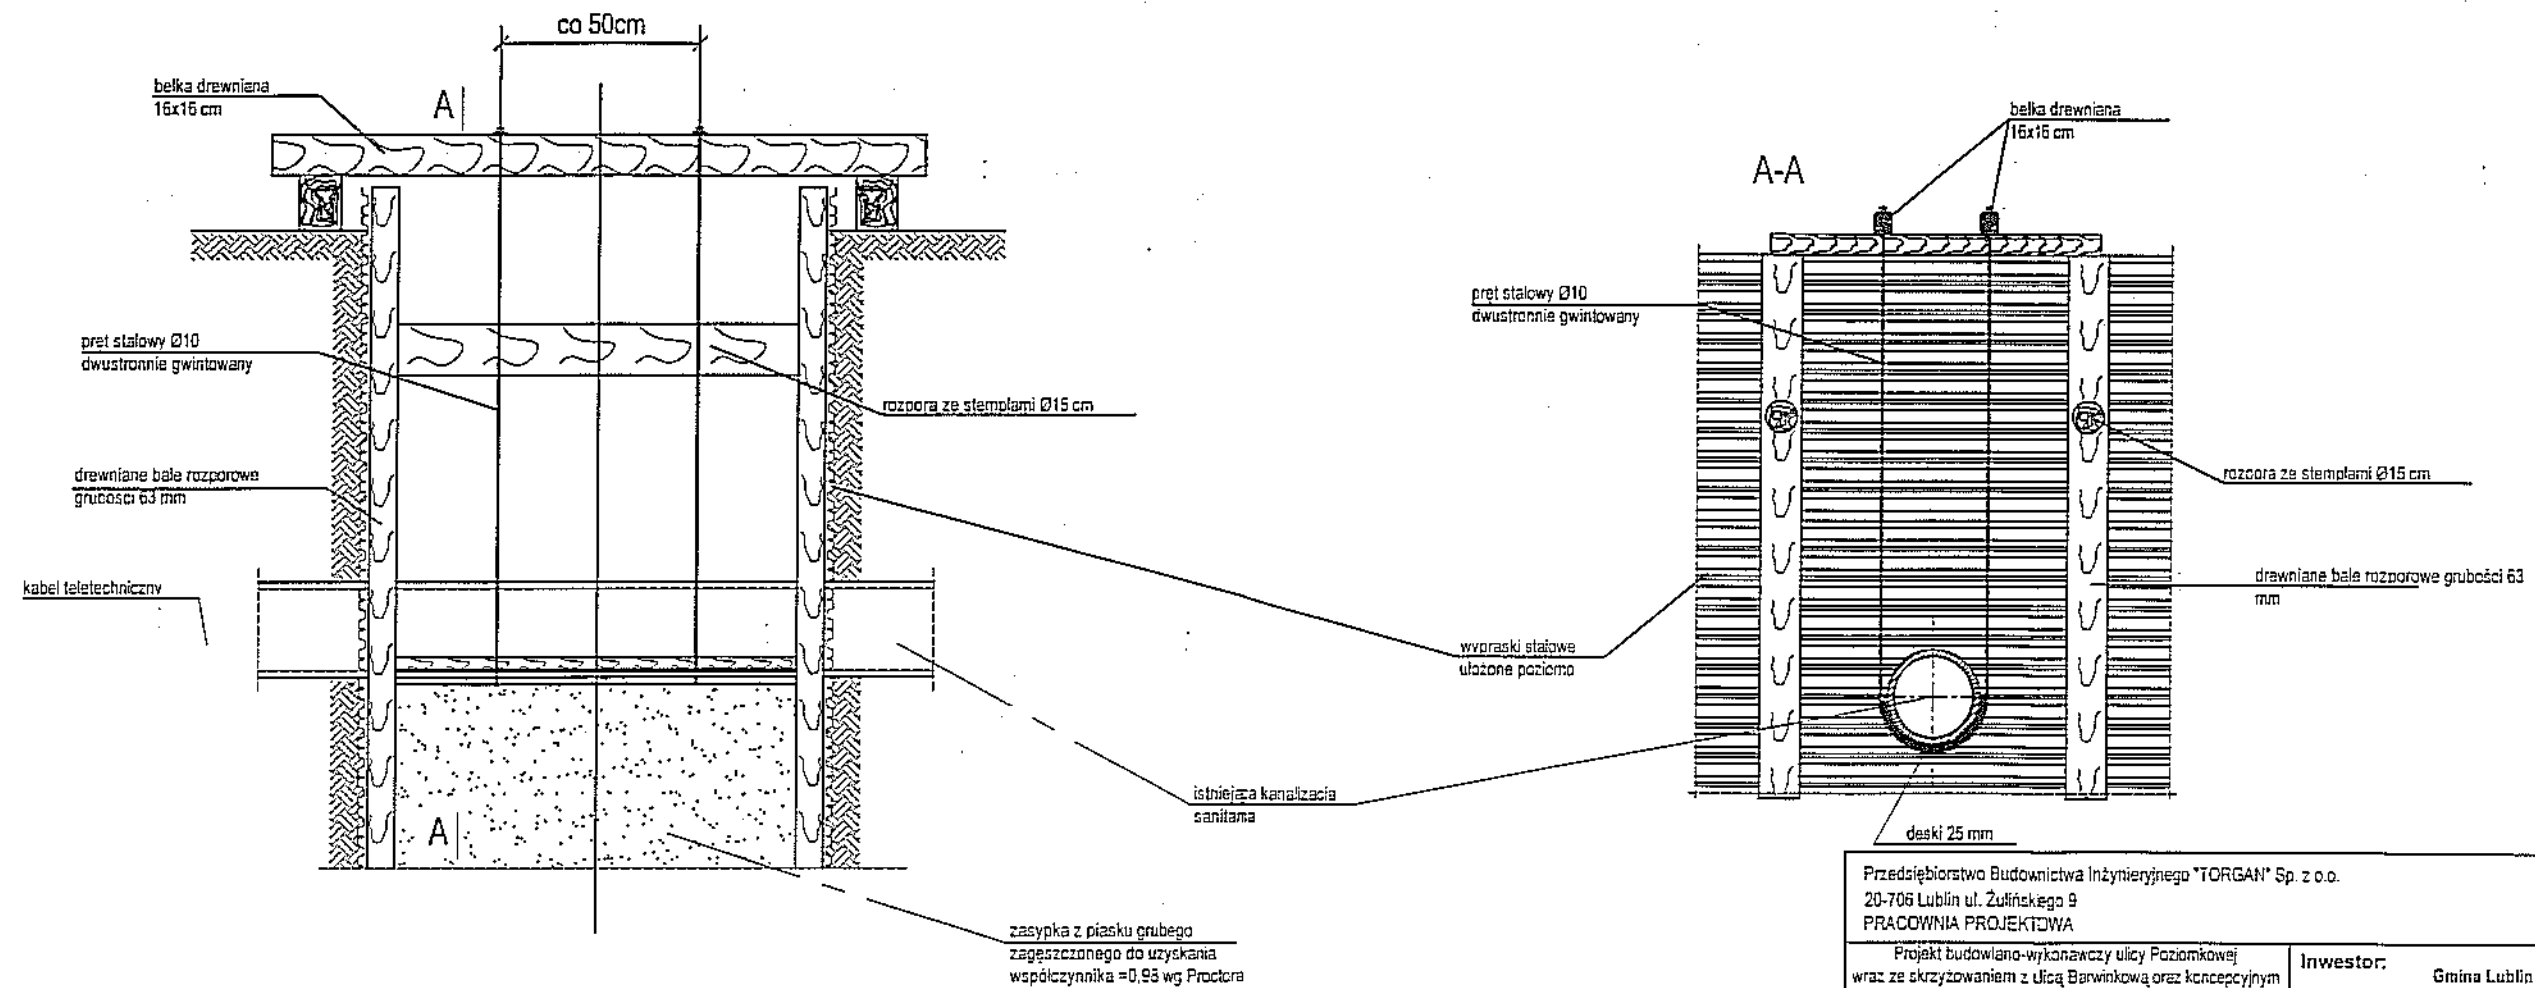 co 50cm
belka drewniana
16x16 cm
A
pręt stalowy Ø10
dwustronnie gwintowany
rozpora ze stemplami Ø15 cm
drewniane bale rozporowe
grubości 63 mm
kabel teletechniczny
A
zasypka z piasku grubego
zagęszczonego do uzyskania
współczynnika =0,98 wg Proctora
istniejąca kanalizacja
sanitarna
wypraski stalowe
ułożone poziomo
A-A
belka drewniana
16x16 cm
pręt stalowy Ø10
dwustronnie gwintowany
rozpora ze stemplami Ø15 cm
drewniane bale rozporowe grubości 63
mm
deski 25 mm
Przedsiębiorstwo Budownictwa Inżynieryjnego "TORGAN" Sp. z o.o.
20-706 Lublin ul. Żulińskiego 9
PRACOWNIA PROJEKTOWA
Projekt budowlano-wykonawczy ulicy Poziomkowej
wraz ze skrzyżowaniem z ulicą Barwinkową oraz koncepcyjnym
Inwestor:
Gmina Lublin